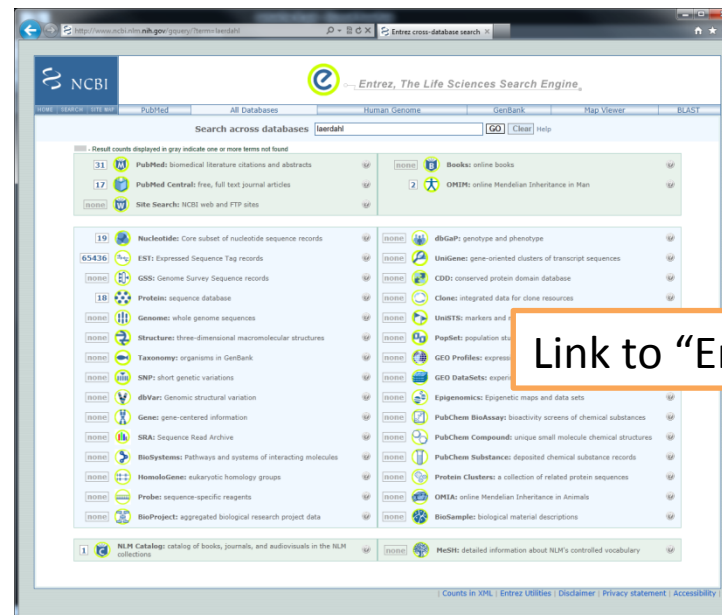 http://www.ncbi.nlm.nih.gov/gquery/?term=laerdahl
Entrez cross-database search
NCBI
Entrez, The Life Sciences Search Engine
HOME | SEARCH | SITE MAP PubMed All Databases Human Genome GenBank Map Viewer BLAST
Search across databases laerdahl GO Clear Help
- Result counts displayed in gray indicate one or more terms not found
31 PubMed: biomedical literature citations and abstracts
none Books: online books
17 PubMed Central: free, full text journal articles
2 OMIM: online Mendelian Inheritance in Man
none Site Search: NCBI web and FTP sites
19 Nucleotide: Core subset of nucleotide sequence records
none dbGaP: genotype and phenotype
65436 EST: Expressed Sequence Tag records
none UniGene: gene-oriented clusters of transcript sequences
none GSS: Genome Survey Sequence records
none CDD: conserved protein domain database
18 Protein: sequence database
none Clone: integrated data for clone resources
none Genome: whole genome sequences
none UniSTS: markers and
none Structure: three-dimensional macromolecular structures
none PopSet: population
none Taxonomy: organisms in GenBank
none GEO Profiles:
Link to “
none SNP: short genetic variations
none GEO DataSets:
none dbVar: Genomic structural variation
none Epigenomics: Epigenetic maps and data sets
none Gene: gene-centered information
none PubChem BioAssay: bioactivity screens of chemical substances
none SRA: Sequence Read Archive
none PubChem Compound: unique small molecule chemical structures
none BioSystems: Pathways and systems of interacting molecules
none PubChem Substance: deposited chemical substance records
none HomoloGene: eukaryotic homology groups
none Protein Clusters: a collection of related protein sequences
none Probe: sequence-specific reagents
none OMIA: online Mendelian Inheritance in Animals
none BioProject: aggregated biological research project data
none BioSample: biological material descriptions
1 NLM Catalog: catalog of books, journals, and audiovisuals in the NLM
collections
none MeSH: detailed information about NLM's controlled vocabulary
| Counts in XML | Entrez Utilities | Disclaimer | Privacy statement | Accessibility |